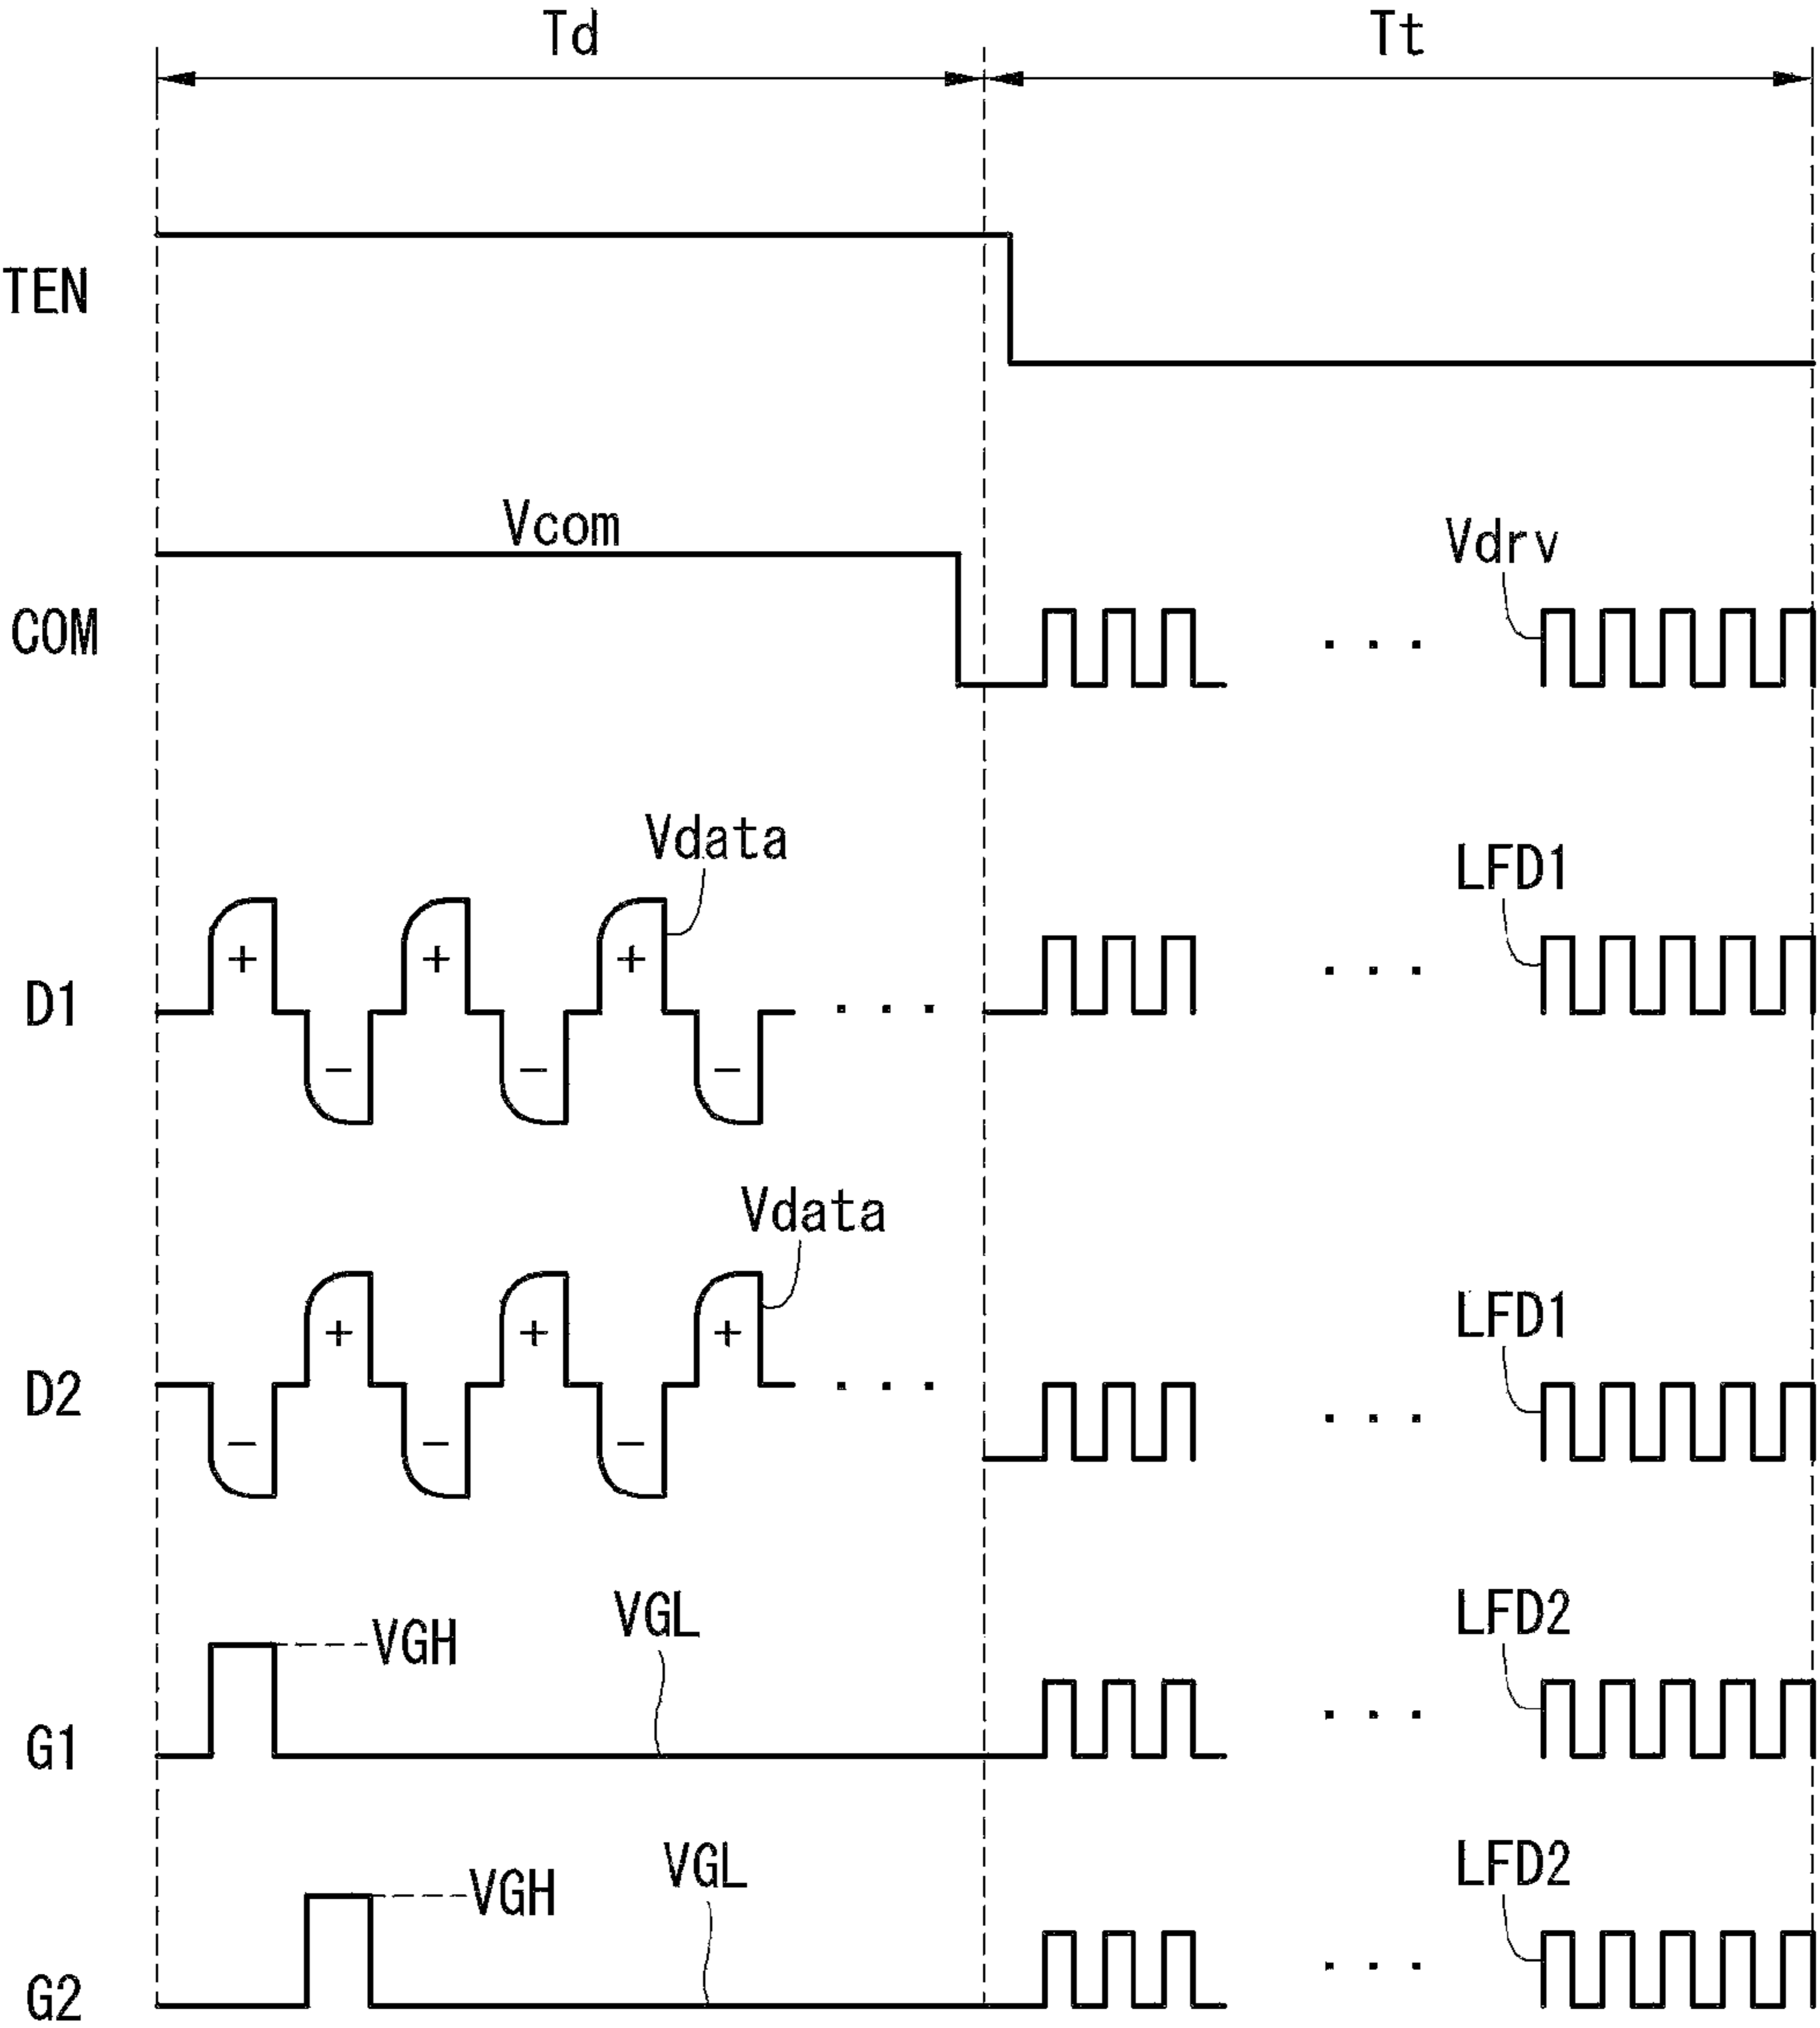 Td
Tt
TEN
Vcom
Vdrv
COM
. . .
Vdata
LFD1
+ + +
D1
. . .
. . .
- - -
Vdata
LFD1
+ + +
D2
. . .
. . .
- - -
VGH
VGL
LFD2
G1
. . .
VGH
VGL
LFD2
G2
. . .